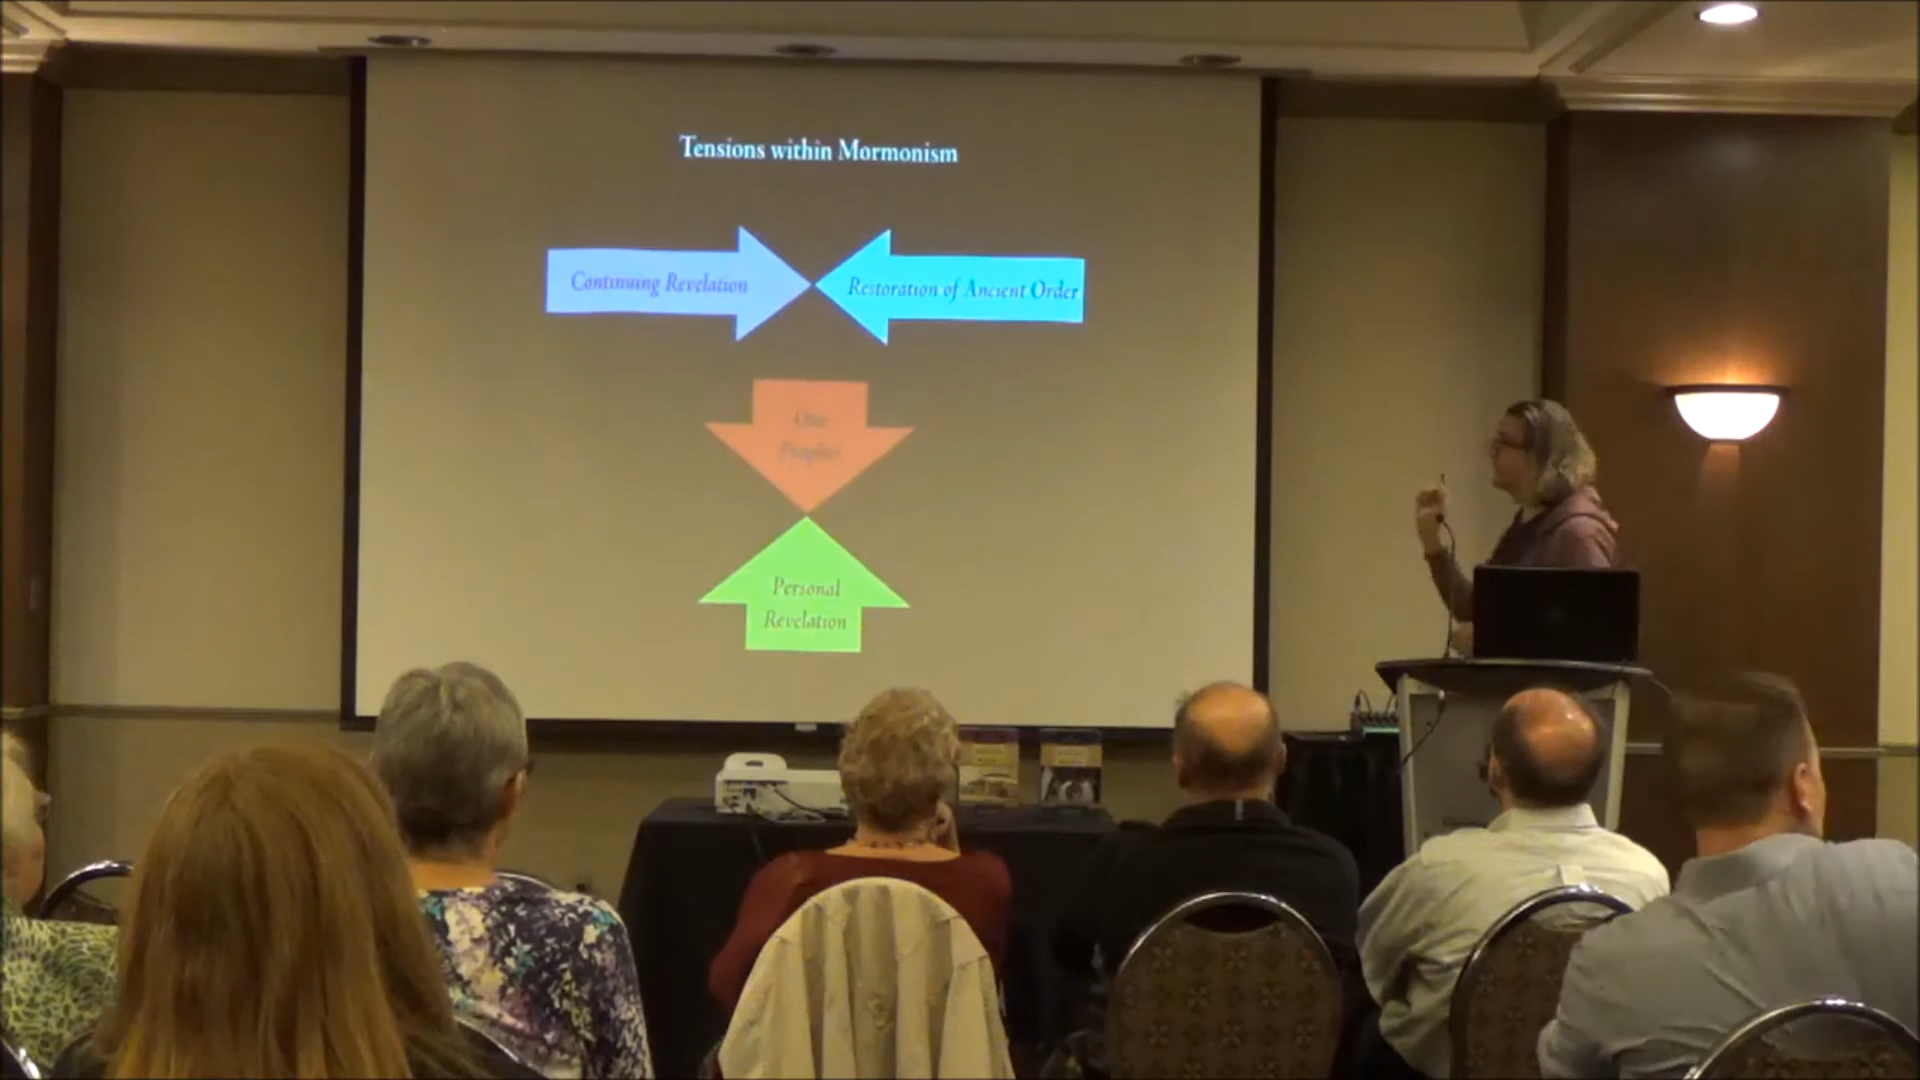 Tensions within Mormonism
Continuing Revelation
Restoration of Ancient Order
One
Prophet
Personal
Revelation